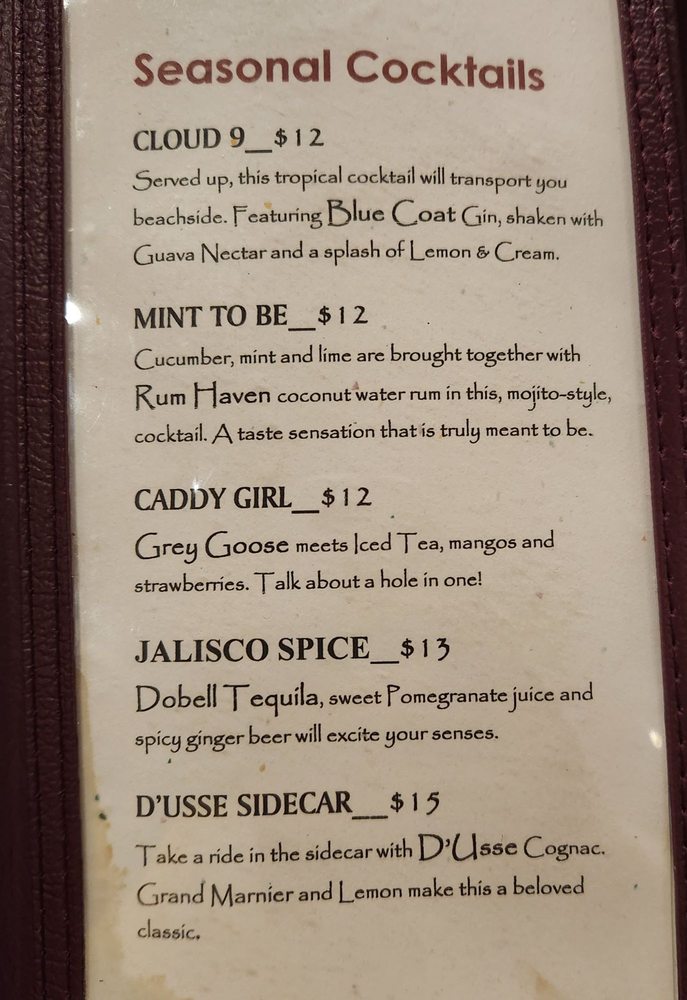 Seasonal Cocktails
CLOUD 9__$12
Served up, this tropical cocktail will transport you
beachside. Featuring Blue Coat Gin, shaken with
Guava Nectar and a splash of Lemon & Cream.
MINT TO BE__$12
Cucumber, mint and lime are brought together with
Rum Haven coconut water rum in this, mojito-style,
cocktail. A taste sensation that is truly meant to be.
CADDY GIRL__$12
Grey Goose meets Iced Tea, mangos and
strawberries. Talk about a hole in one!
JALISCO SPICE__$13
Dobell Tequila, sweet Pomegranate juice and
spicy ginger beer will excite your senses.
D'USSE SIDECAR__$15
Take a ride in the sidecar with D'Usse Cognac.
Grand Marnier and Lemon make this a beloved
classic.